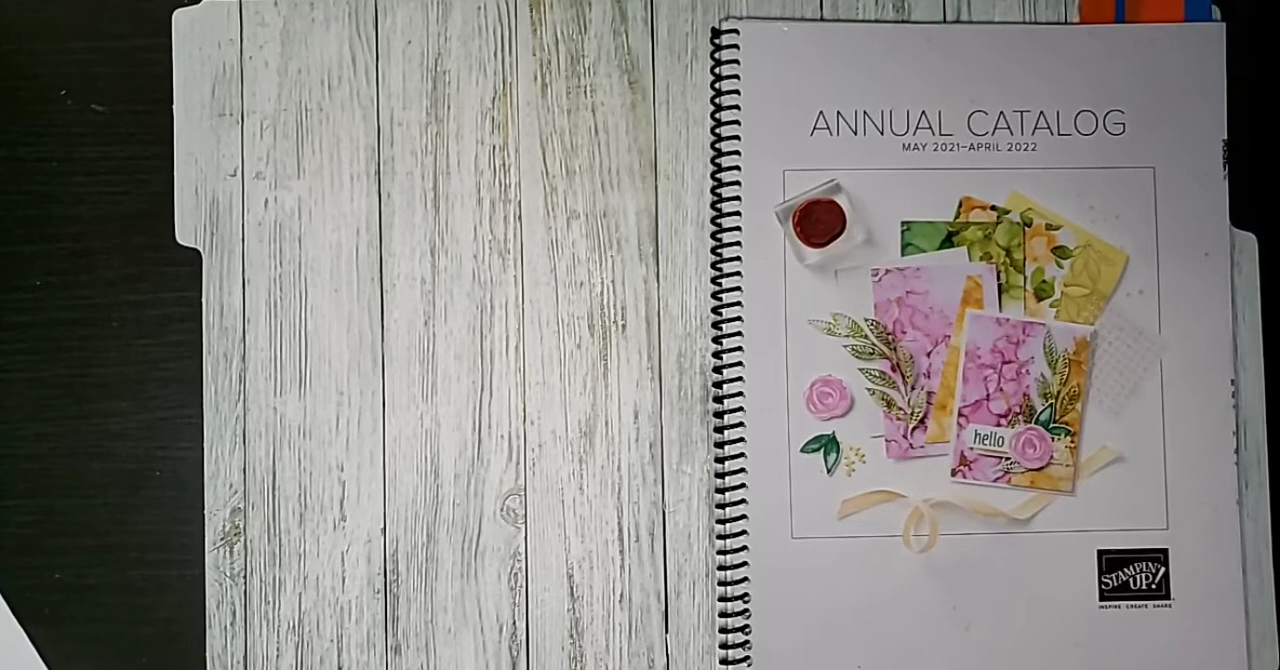 ANNUAL CATALOG
MAY 2021–APRIL 2022
hello
STAMPIN' UP!
INSPIRE · CREATE · SHARE